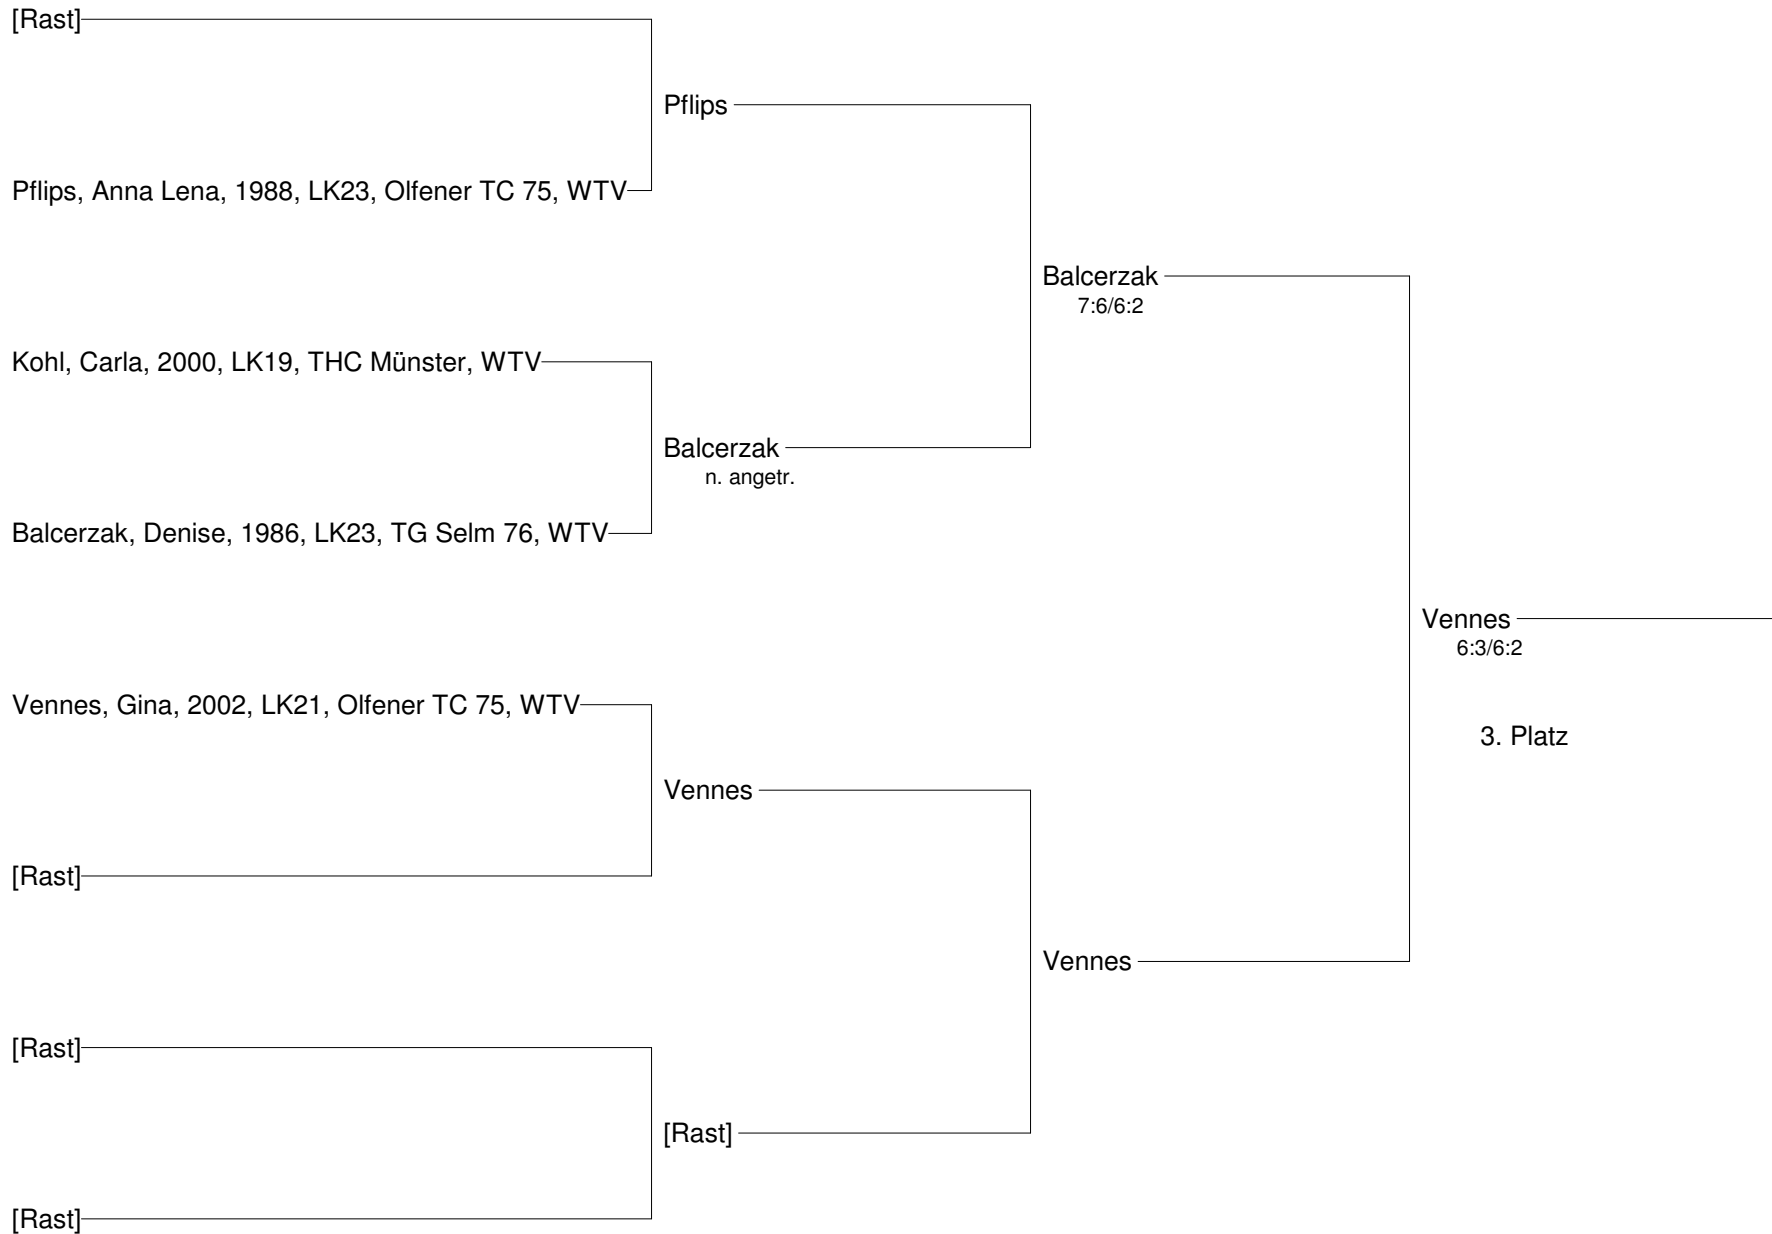 [Rast]
Pflips
Pflips, Anna Lena, 1988, LK23, Olfener TC 75, WTV
Balcerzak
7:6/6:2
Kohl, Carla, 2000, LK19, THC Münster, WTV
Balcerzak
n. angetr.
Balcerzak, Denise, 1986, LK23, TG Selm 76, WTV
Vennes
6:3/6:2
Vennes, Gina, 2002, LK21, Olfener TC 75, WTV
3. Platz
Vennes
[Rast]
Vennes
[Rast]
[Rast]
[Rast]